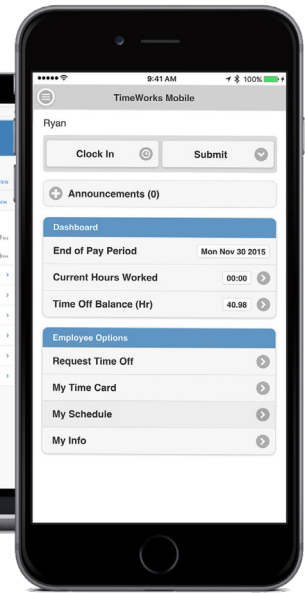 9:41 AM
100%
TimeWorks Mobile
Ryan
Clock In
Submit
Announcements (0)
Dashboard
End of Pay Period Mon Nov 30 2015
Current Hours Worked 00:00
Time Off Balance (Hr) 40.98
Employee Options
Request Time Off
My Time Card
My Schedule
My Info